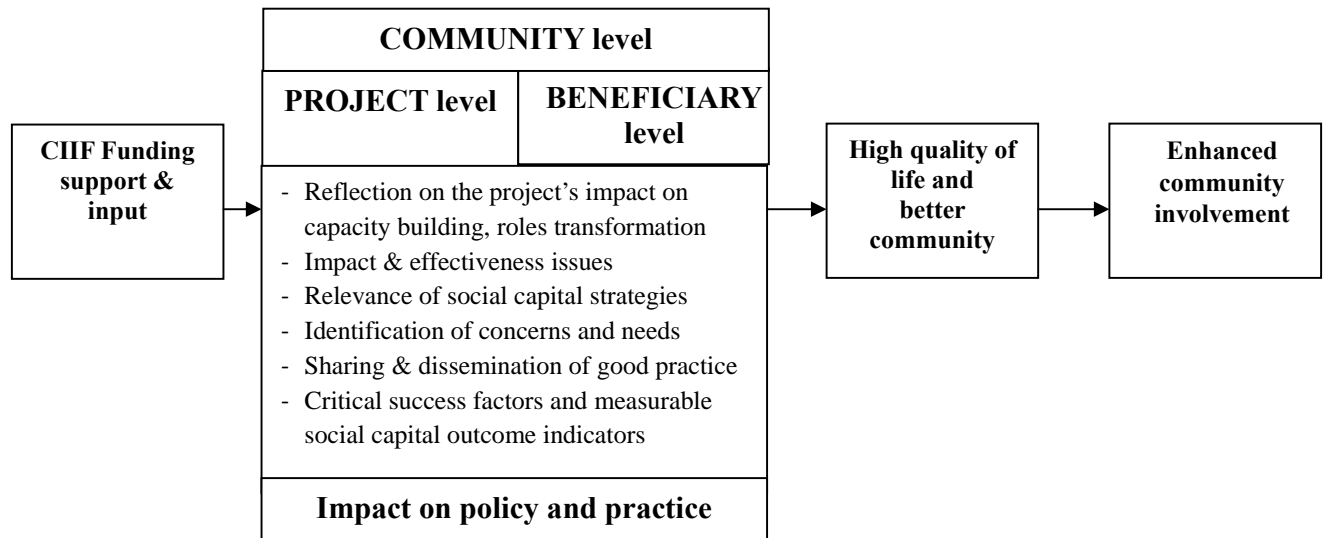 CIIF Funding
support &
input
COMMUNITY level
PROJECT level
BENEFICIARY
level
- Reflection on the project's impact on
capacity building, roles transformation
- Impact & effectiveness issues
- Relevance of social capital strategies
- Identification of concerns and needs
- Sharing & dissemination of good practice
- Critical success factors and measurable
social capital outcome indicators
Impact on policy and practice
High quality of
life and
better
community
Enhanced
community
involvement